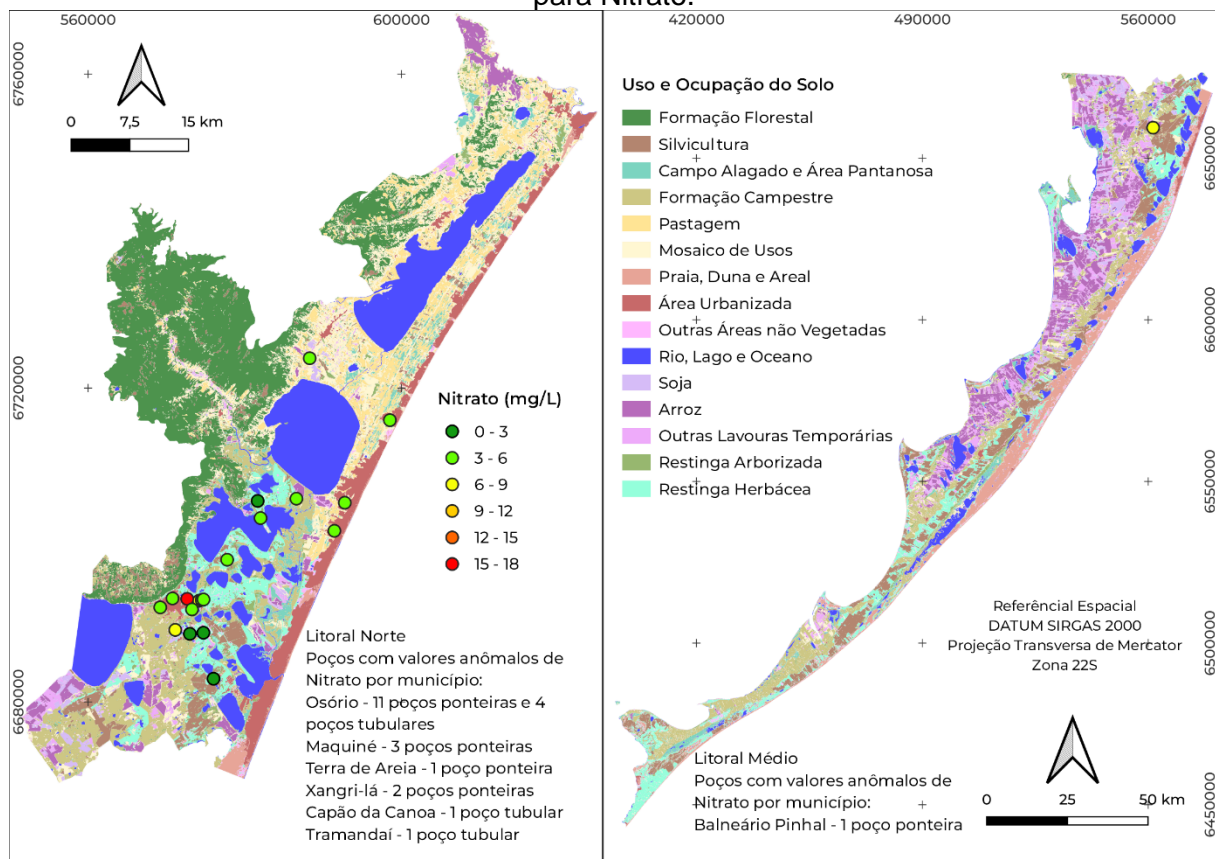 para Nitrato.
560000
600000
6760000
6720000
6680000
0 7,5 15 km
Nitrato (mg/L)
0 - 3
3 - 6
6 - 9
9 - 12
12 - 15
15 - 18
Litoral Norte
Poços com valores anômalos de
Nitrato por município:
Osório - 11 poços ponteiras e 4
poços tubulares
Maquiné - 3 poços ponteiras
Terra de Areia - 1 poço ponteira
Xangri-lá - 2 poços ponteiras
Capão da Canoa - 1 poço tubular
Tramandaí - 1 poço tubular
420000
490000
560000
6650000
6600000
6550000
6500000
6450000
Uso e Ocupação do Solo
Formação Florestal
Silvicultura
Campo Alagado e Área Pantanosa
Formação Campestre
Pastagem
Mosaico de Usos
Praia, Duna e Areal
Área Urbanizada
Outras Áreas não Vegetadas
Rio, Lago e Oceano
Soja
Arroz
Outras Lavouras Temporárias
Restinga Arborizada
Restinga Herbácea
Referêncial Espacial
DATUM SIRGAS 2000
Projeção Transversa de Mercator
Zona 22S
Litoral Médio
Poços com valores anômalos de
Nitrato por município:
Balneário Pinhal - 1 poço ponteira
0 25 50 km